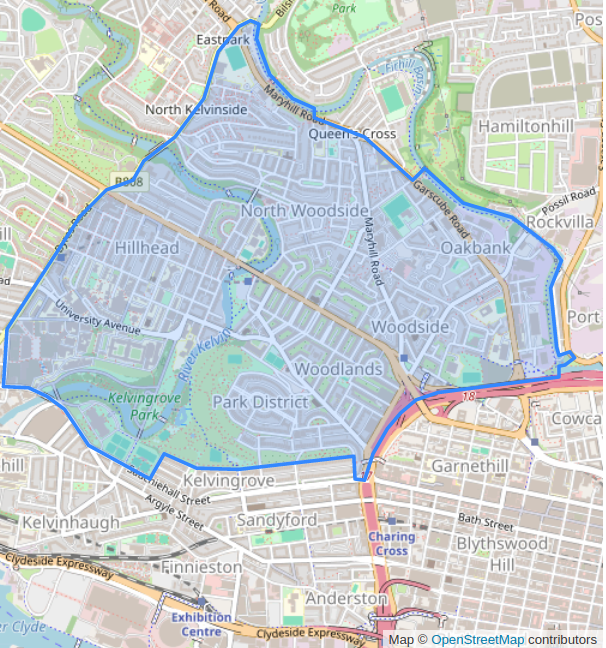 Road
Bils
Park
Eastpark
Pos
Firhill Basin
Maryhill Road
North Kelvinside
Queen's Cross
Hamiltonhill
B808
Garscube Road
Possil Road
North Woodside
Rockvilla
Byres Road
Maryhill Road
Hillhead
Oakbank
University Avenue
Port
Woodside
River Kelvin
Woodlands
Kelvingrove
Park
Park District
18
Cowca
hill
Garnethill
Sauchiehall Street
Kelvingrove
Argyle Street
Kelvinhaugh
Sandyford
Bath Street
Charing
Cross
Blythswood
Hill
Clydeside Expressway
Finnieston
Anderston
Exhibition
Centre
er Clyde
Clydeside Expressway
Map © OpenStreetMap contributors